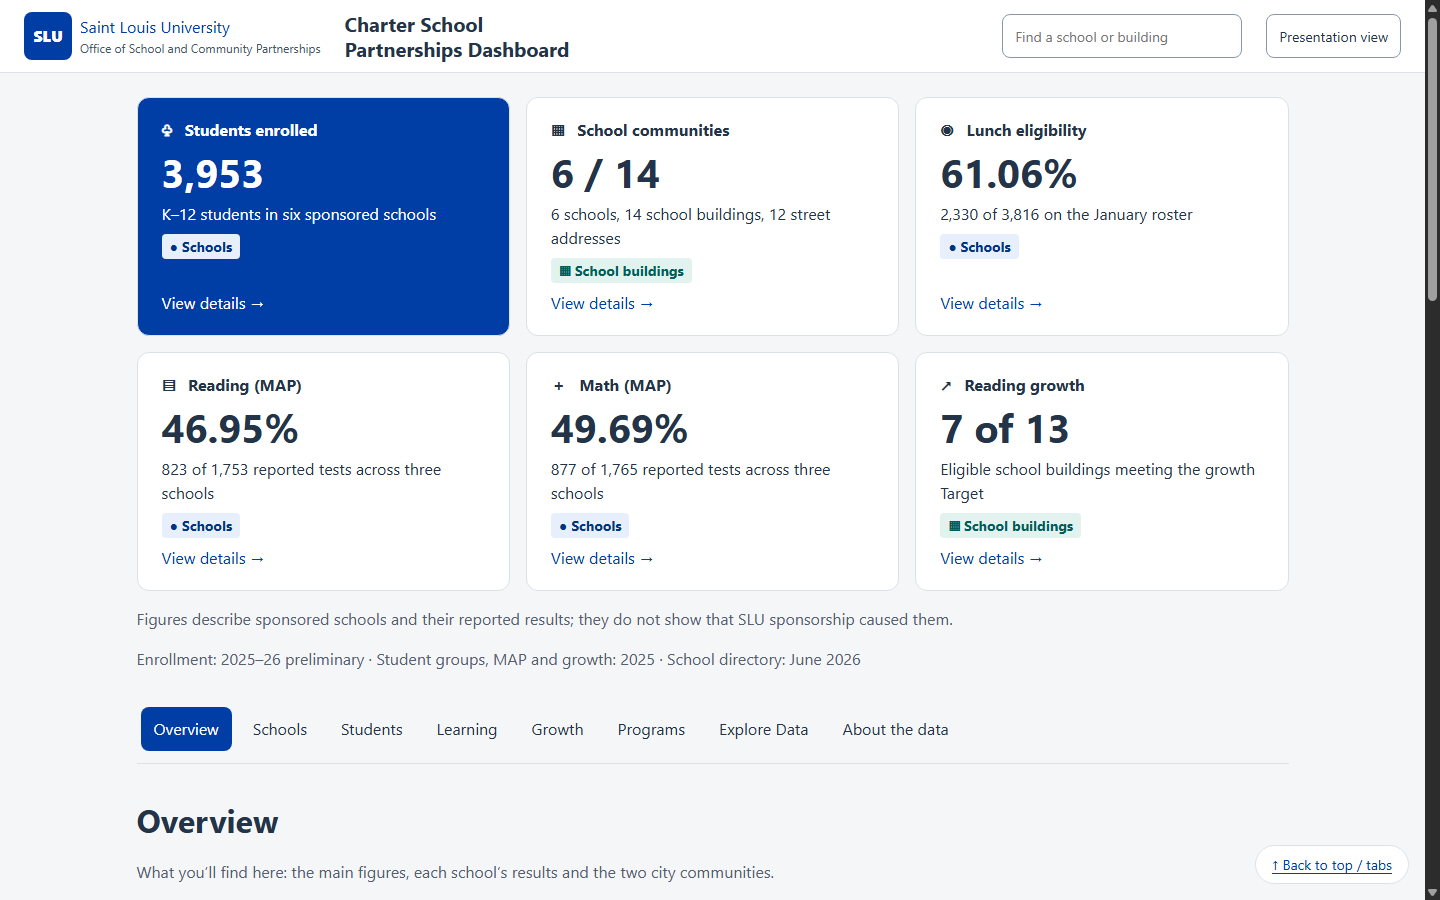 SLU
Saint Louis University
Office of School and Community Partnerships
Charter School
Partnerships Dashboard
Find a school or building
Presentation view
Students enrolled
3,953
K–12 students in six sponsored schools
● Schools
View details →
School communities
6 / 14
6 schools, 14 school buildings, 12 street
addresses
School buildings
View details →
Lunch eligibility
61.06%
2,330 of 3,816 on the January roster
● Schools
View details →
Reading (MAP)
46.95%
823 of 1,753 reported tests across three
schools
● Schools
View details →
+ Math (MAP)
49.69%
877 of 1,765 reported tests across three
schools
● Schools
View details →
↗ Reading growth
7 of 13
Eligible school buildings meeting the growth
Target
School buildings
View details →
Figures describe sponsored schools and their reported results; they do not show that SLU sponsorship caused them.
Enrollment: 2025–26 preliminary · Student groups, MAP and growth: 2025 · School directory: June 2026
Overview
Schools
Students
Learning
Growth
Programs
Explore Data
About the data
Overview
What you’ll find here: the main figures, each school’s results and the two city communities.
↑ Back to top / tabs